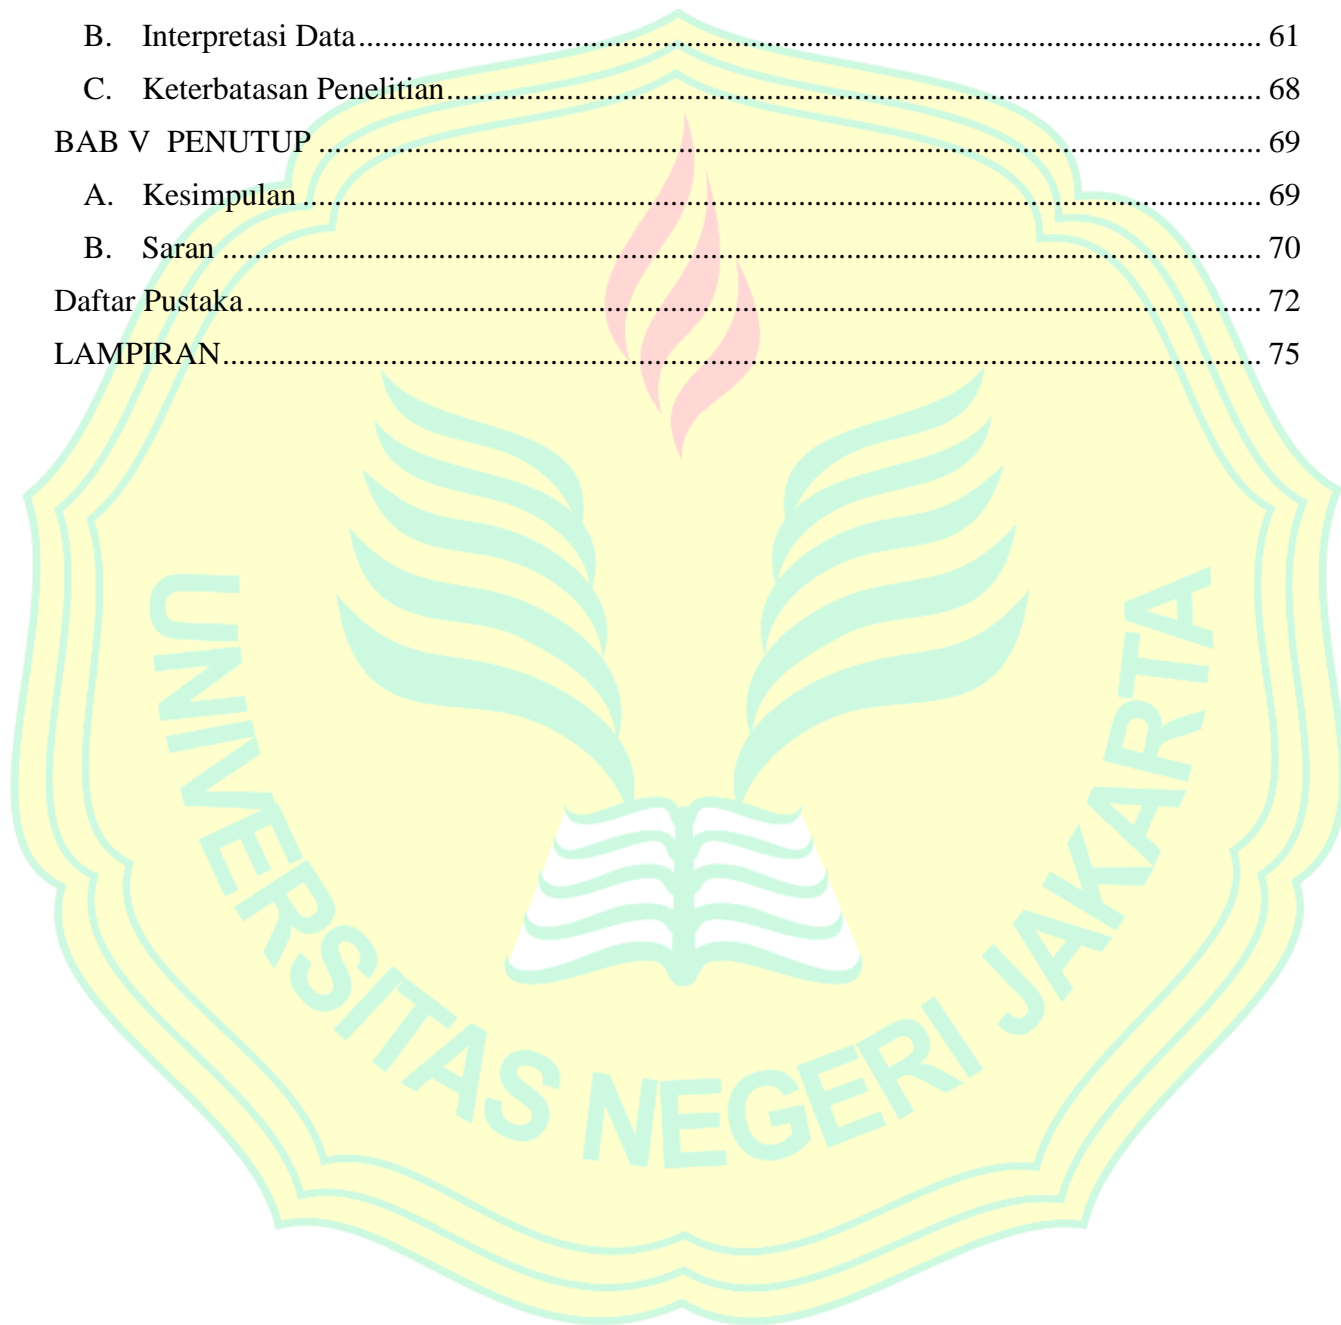 B. Interpretasi Data........................................................................................................ 61
C. Keterbatasan Penelitian............................................................................................. 68
BAB V  PENUTUP ............................................................................................................ 69
A. Kesimpulan .............................................................................................................. 69
B. Saran ........................................................................................................................ 70
Daftar Pustaka..................................................................................................................... 72
LAMPIRAN........................................................................................................................ 75
UNIVERSITAS NEGERI JAKARTA